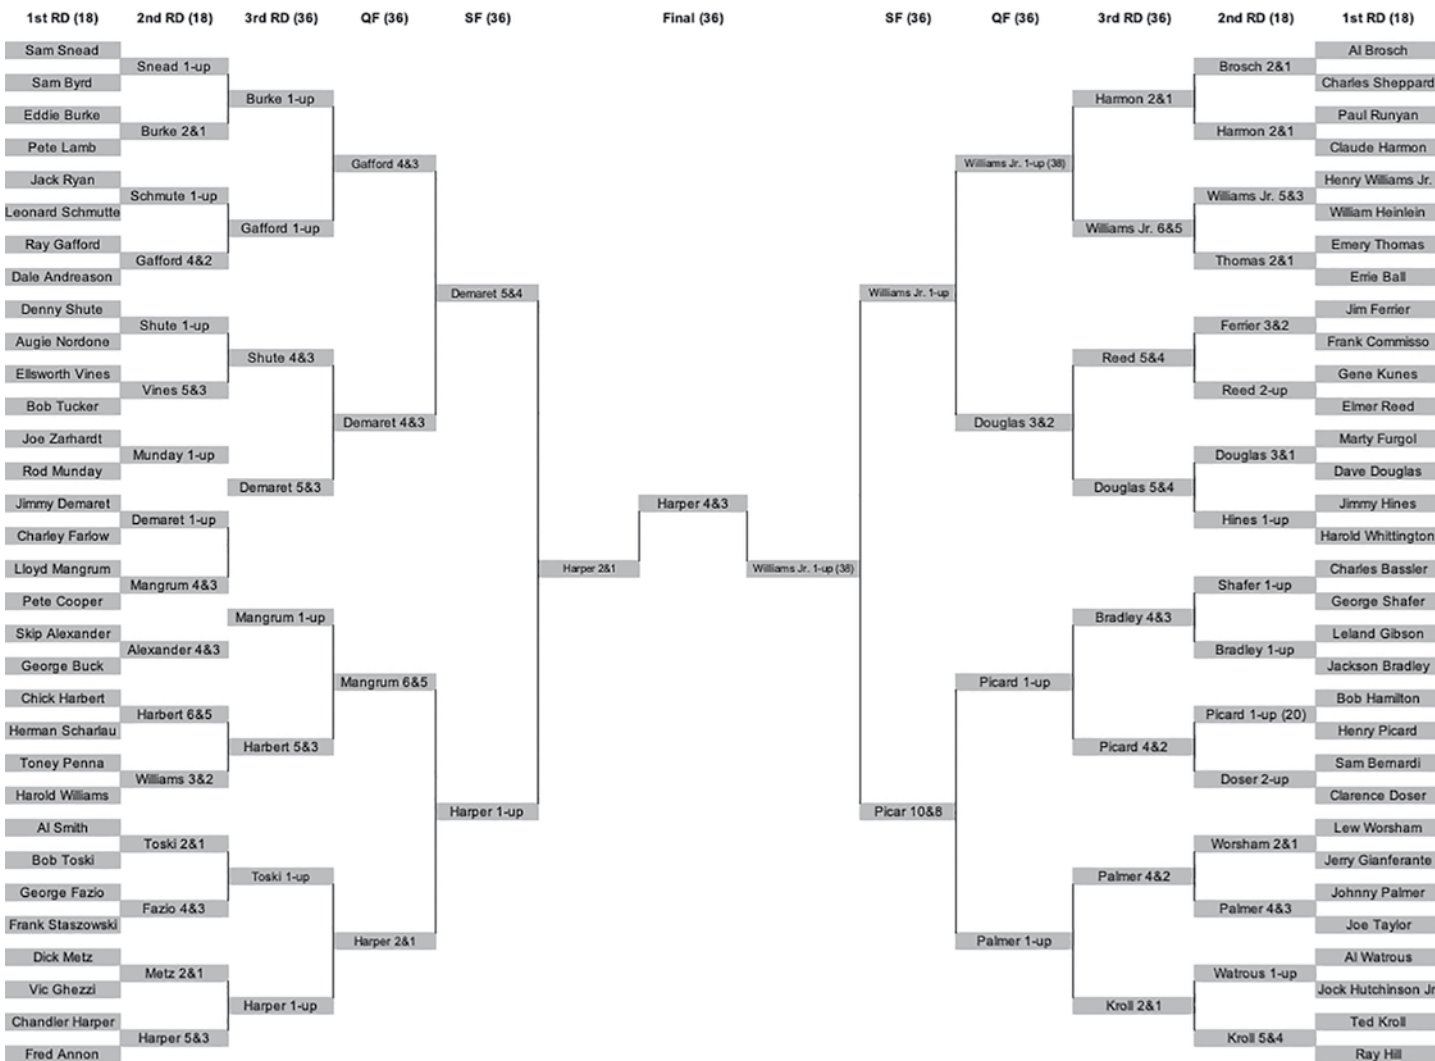 1st RD (18) 2nd RD (18) 3rd RD (36) QF (36) SF (36) Final (36) SF (36) QF (36) 3rd RD (36) 2nd RD (18) 1st RD (18)
Sam Snead Al Brosch
Snead 1-up Brosch 2&1
Sam Byrd Charles Sheppard
Burke 1-up Harmon 2&1
Eddie Burke Paul Runyan
Burke 2&1 Harmon 2&1
Pete Lamb Claude Harmon
Gafford 4&3 Williams Jr. 1-up (38)
Jack Ryan Henry Williams Jr.
Schmute 1-up Williams Jr. 5&3
Leonard Schmutte William Heinlein
Gafford 1-up Williams Jr. 6&5
Ray Gafford Emery Thomas
Gafford 4&2 Thomas 2&1
Dale Andreason Errie Ball
Demaret 5&4 Williams Jr. 1-up
Denny Shute Jim Ferrier
Shute 1-up Ferrier 3&2
Augie Nordone Frank Commisso
Shute 4&3 Reed 5&4
Ellsworth Vines Gene Kunes
Vines 5&3 Reed 2-up
Bob Tucker Elmer Reed
Demaret 4&3 Douglas 3&2
Joe Zarhardt Marty Furgol
Munday 1-up Douglas 3&1
Rod Munday Dave Douglas
Demaret 5&3 Douglas 5&4
Jimmy Demaret Harper 4&3 Jimmy Hines
Demaret 1-up Hines 1-up
Charley Farlow Harold Whittington
Lloyd Mangrum Harper 2&1 Williams Jr. 1-up (38) Charles Bassler
Mangrum 4&3 Shafer 1-up
Pete Cooper George Shafer
Mangrum 1-up Bradley 4&3
Skip Alexander Leland Gibson
Alexander 4&3 Bradley 1-up
George Buck Jackson Bradley
Mangrum 6&5 Picard 1-up
Chick Harbert Bob Hamilton
Harbert 6&5 Picard 1-up (20)
Herman Scharlau Henry Picard
Harbert 5&3 Picard 4&2
Toney Penna Sam Bernardi
Williams 3&2 Doser 2-up
Harold Williams Clarence Doser
Harper 1-up Picar 10&8
Al Smith Lew Worsham
Toski 2&1 Worsham 2&1
Bob Toski Jerry Gianferante
Toski 1-up Palmer 4&2
George Fazio Johnny Palmer
Fazio 4&3 Palmer 4&3
Frank Staszowski Joe Taylor
Harper 2&1 Palmer 1-up
Dick Metz Al Watrous
Metz 2&1 Watrous 1-up
Vic Ghezzi Jock Hutchinson Jr
Harper 1-up Kroll 2&1
Chandler Harper Ted Kroll
Harper 5&3 Kroll 5&4
Fred Annon Ray Hill